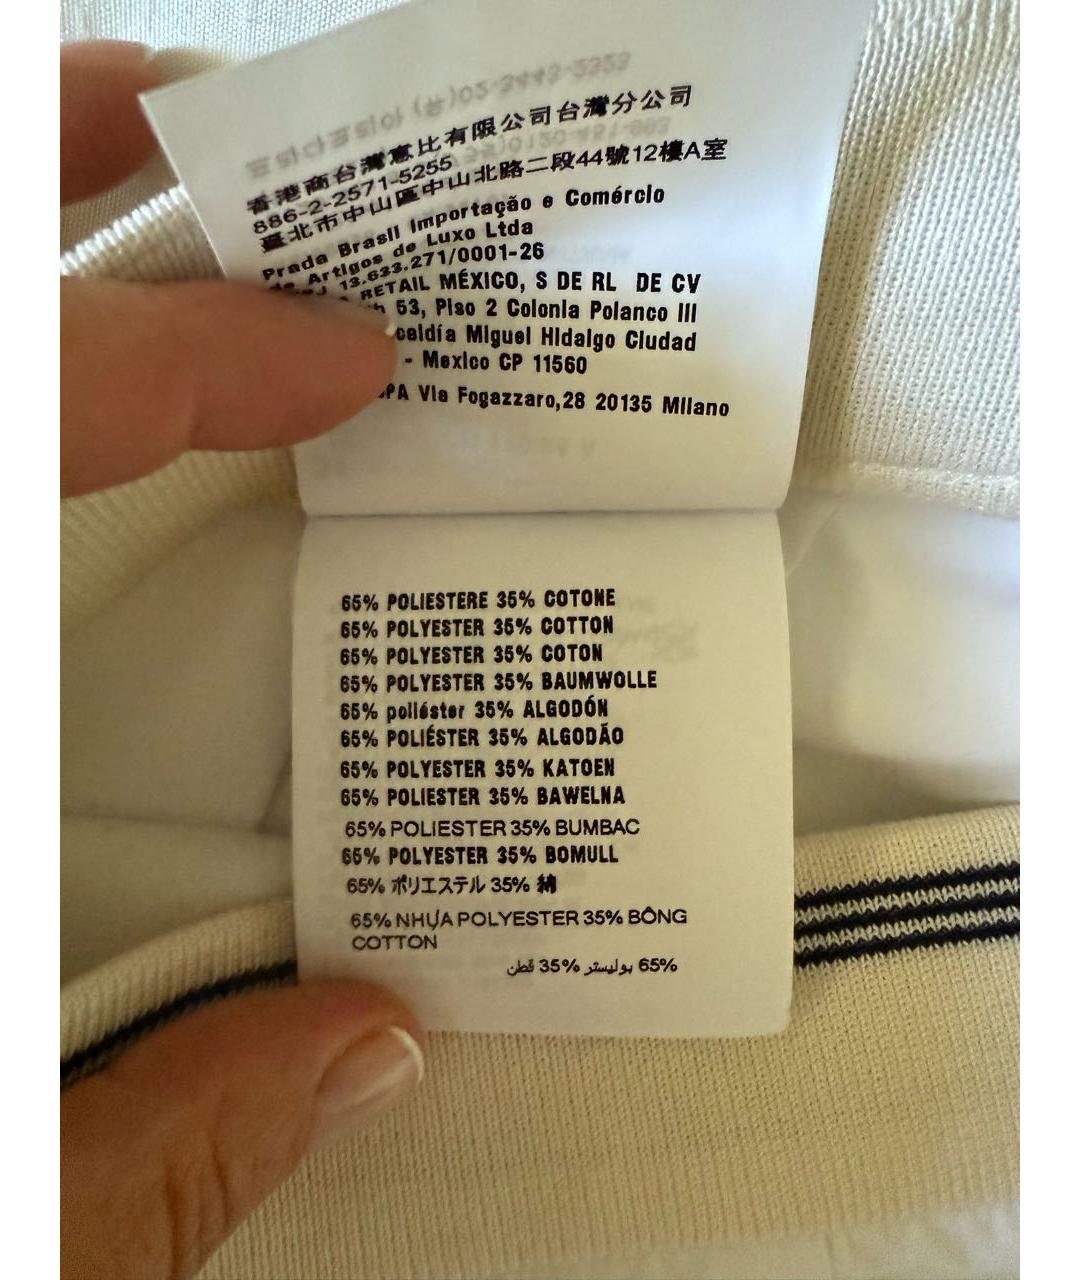 香港商台灣惠比有限公司台灣分公司
886-2-2571-5255
臺北市中山區中山北路二段44號12樓A室
Prada Brasil Importação e Comércio
de Artigos de Luxo Ltda
13.633.271/0001-26
RETAIL MÉXICO, S DE RL DE CV
53, Piso 2 Colonia Polanco III
Miguel Hidalgo Ciudad
- Mexico CP 11560
Via Fogazzaro,28 20135 Milano
65% POLIESTERE 35% COTONE
65% POLYESTER 35% COTTON
65% POLYESTER 35% COTON
65% POLYESTER 35% BAUMWOLLE
65% poliéster 35% ALGODÓN
65% POLIÉSTER 35% ALGODÃO
65% POLYESTER 35% KATOEN
65% POLIESTER 35% BAWELNA
65% POLIESTER 35% BUMBAC
65% POLYESTER 35% BOMULL
65% ポリエステル 35% 綿
65% NHỰA POLYESTER 35% BÔNG
COTTON
65% بوليستر 35% قطن